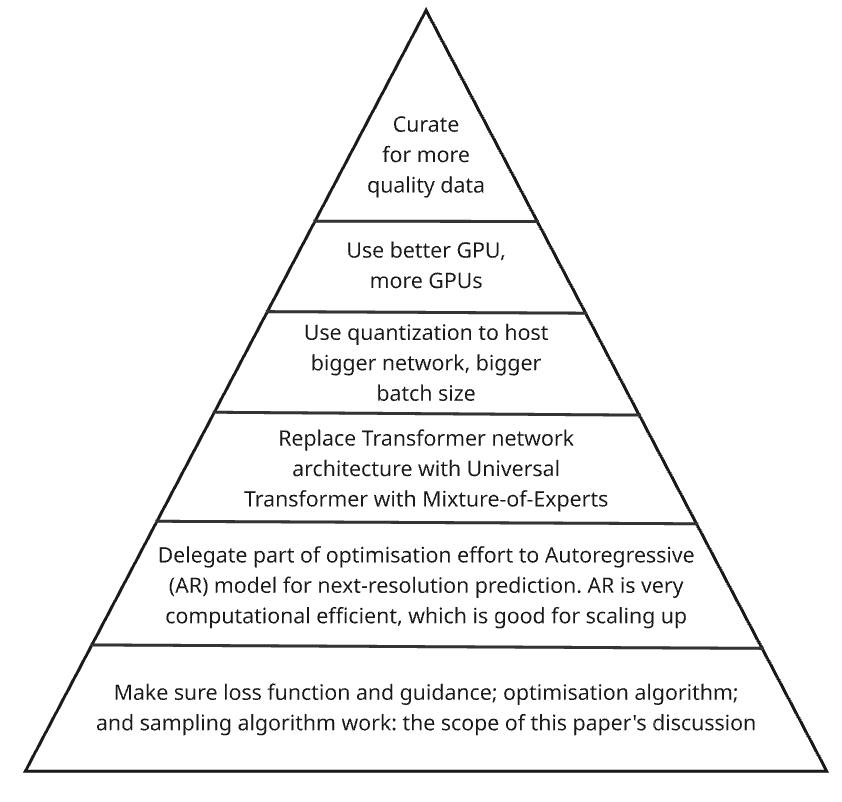 Curate
for more
quality data
Use better GPU,
more GPUs
Use quantization to host
bigger network, bigger
batch size
Replace Transformer network
architecture with Universal
Transformer with Mixture-of-Experts
Delegate part of optimisation effort to Autoregressive
(AR) model for next-resolution prediction. AR is very
computational efficient, which is good for scaling up
Make sure loss function and guidance; optimisation algorithm;
and sampling algorithm work: the scope of this paper's discussion